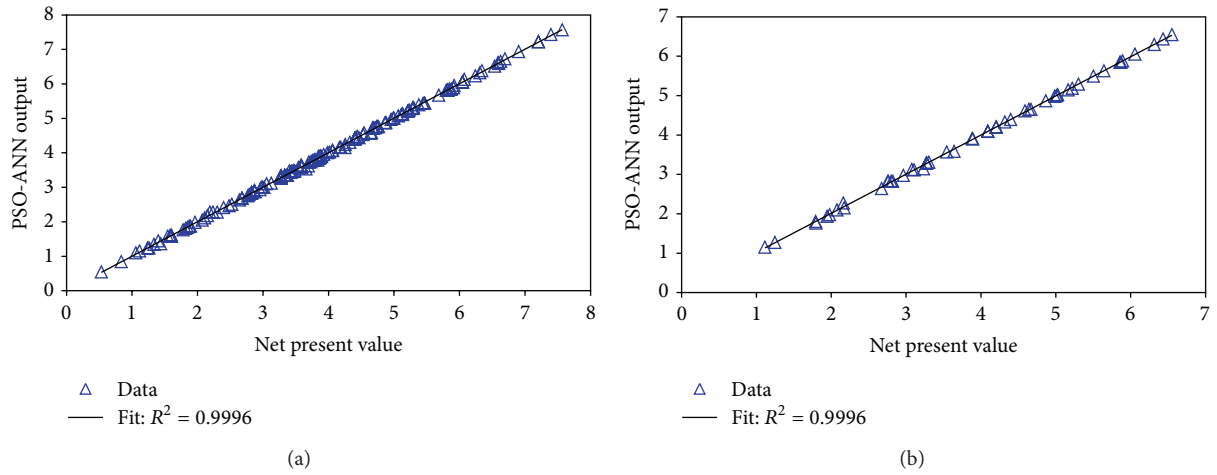 8
7
6
5
4
3
2
1
0
PSO-ANN output
0 1 2 3 4 5 6 7 8
Net present value
Data
Fit: R² = 0.9996
(a)
7
6
5
4
3
2
1
0
PSO-ANN output
0 1 2 3 4 5 6 7
Net present value
Data
Fit: R² = 0.9996
(b)